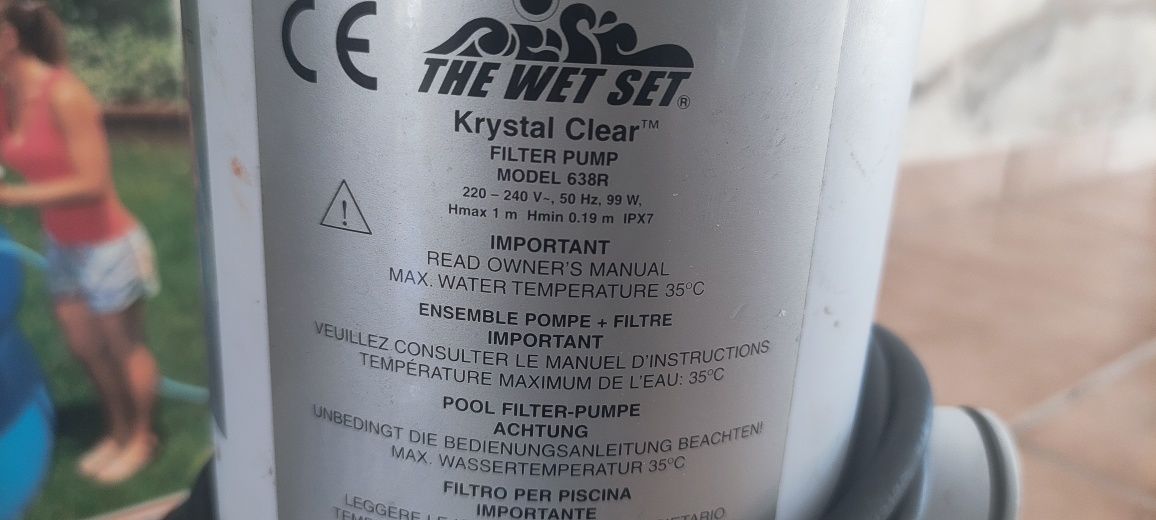 CE
THE WET SET®
Krystal Clear™
FILTER PUMP
MODEL 638R
220 – 240 V~, 50 Hz, 99 W,
Hmax 1 m Hmin 0.19 m IPX7
IMPORTANT
READ OWNER'S MANUAL
MAX. WATER TEMPERATURE 35°C
ENSEMBLE POMPE + FILTRE
IMPORTANT
VEUILLEZ CONSULTER LE MANUEL D'INSTRUCTIONS
TEMPÉRATURE MAXIMUM DE L'EAU: 35°C
POOL FILTER-PUMPE
ACHTUNG
UNBEDINGT DIE BEDIENUNGSANLEITUNG BEACHTEN!
MAX. WASSERTEMPERATUR 35°C
FILTRO PER PISCINA
IMPORTANTE
LEGGERE